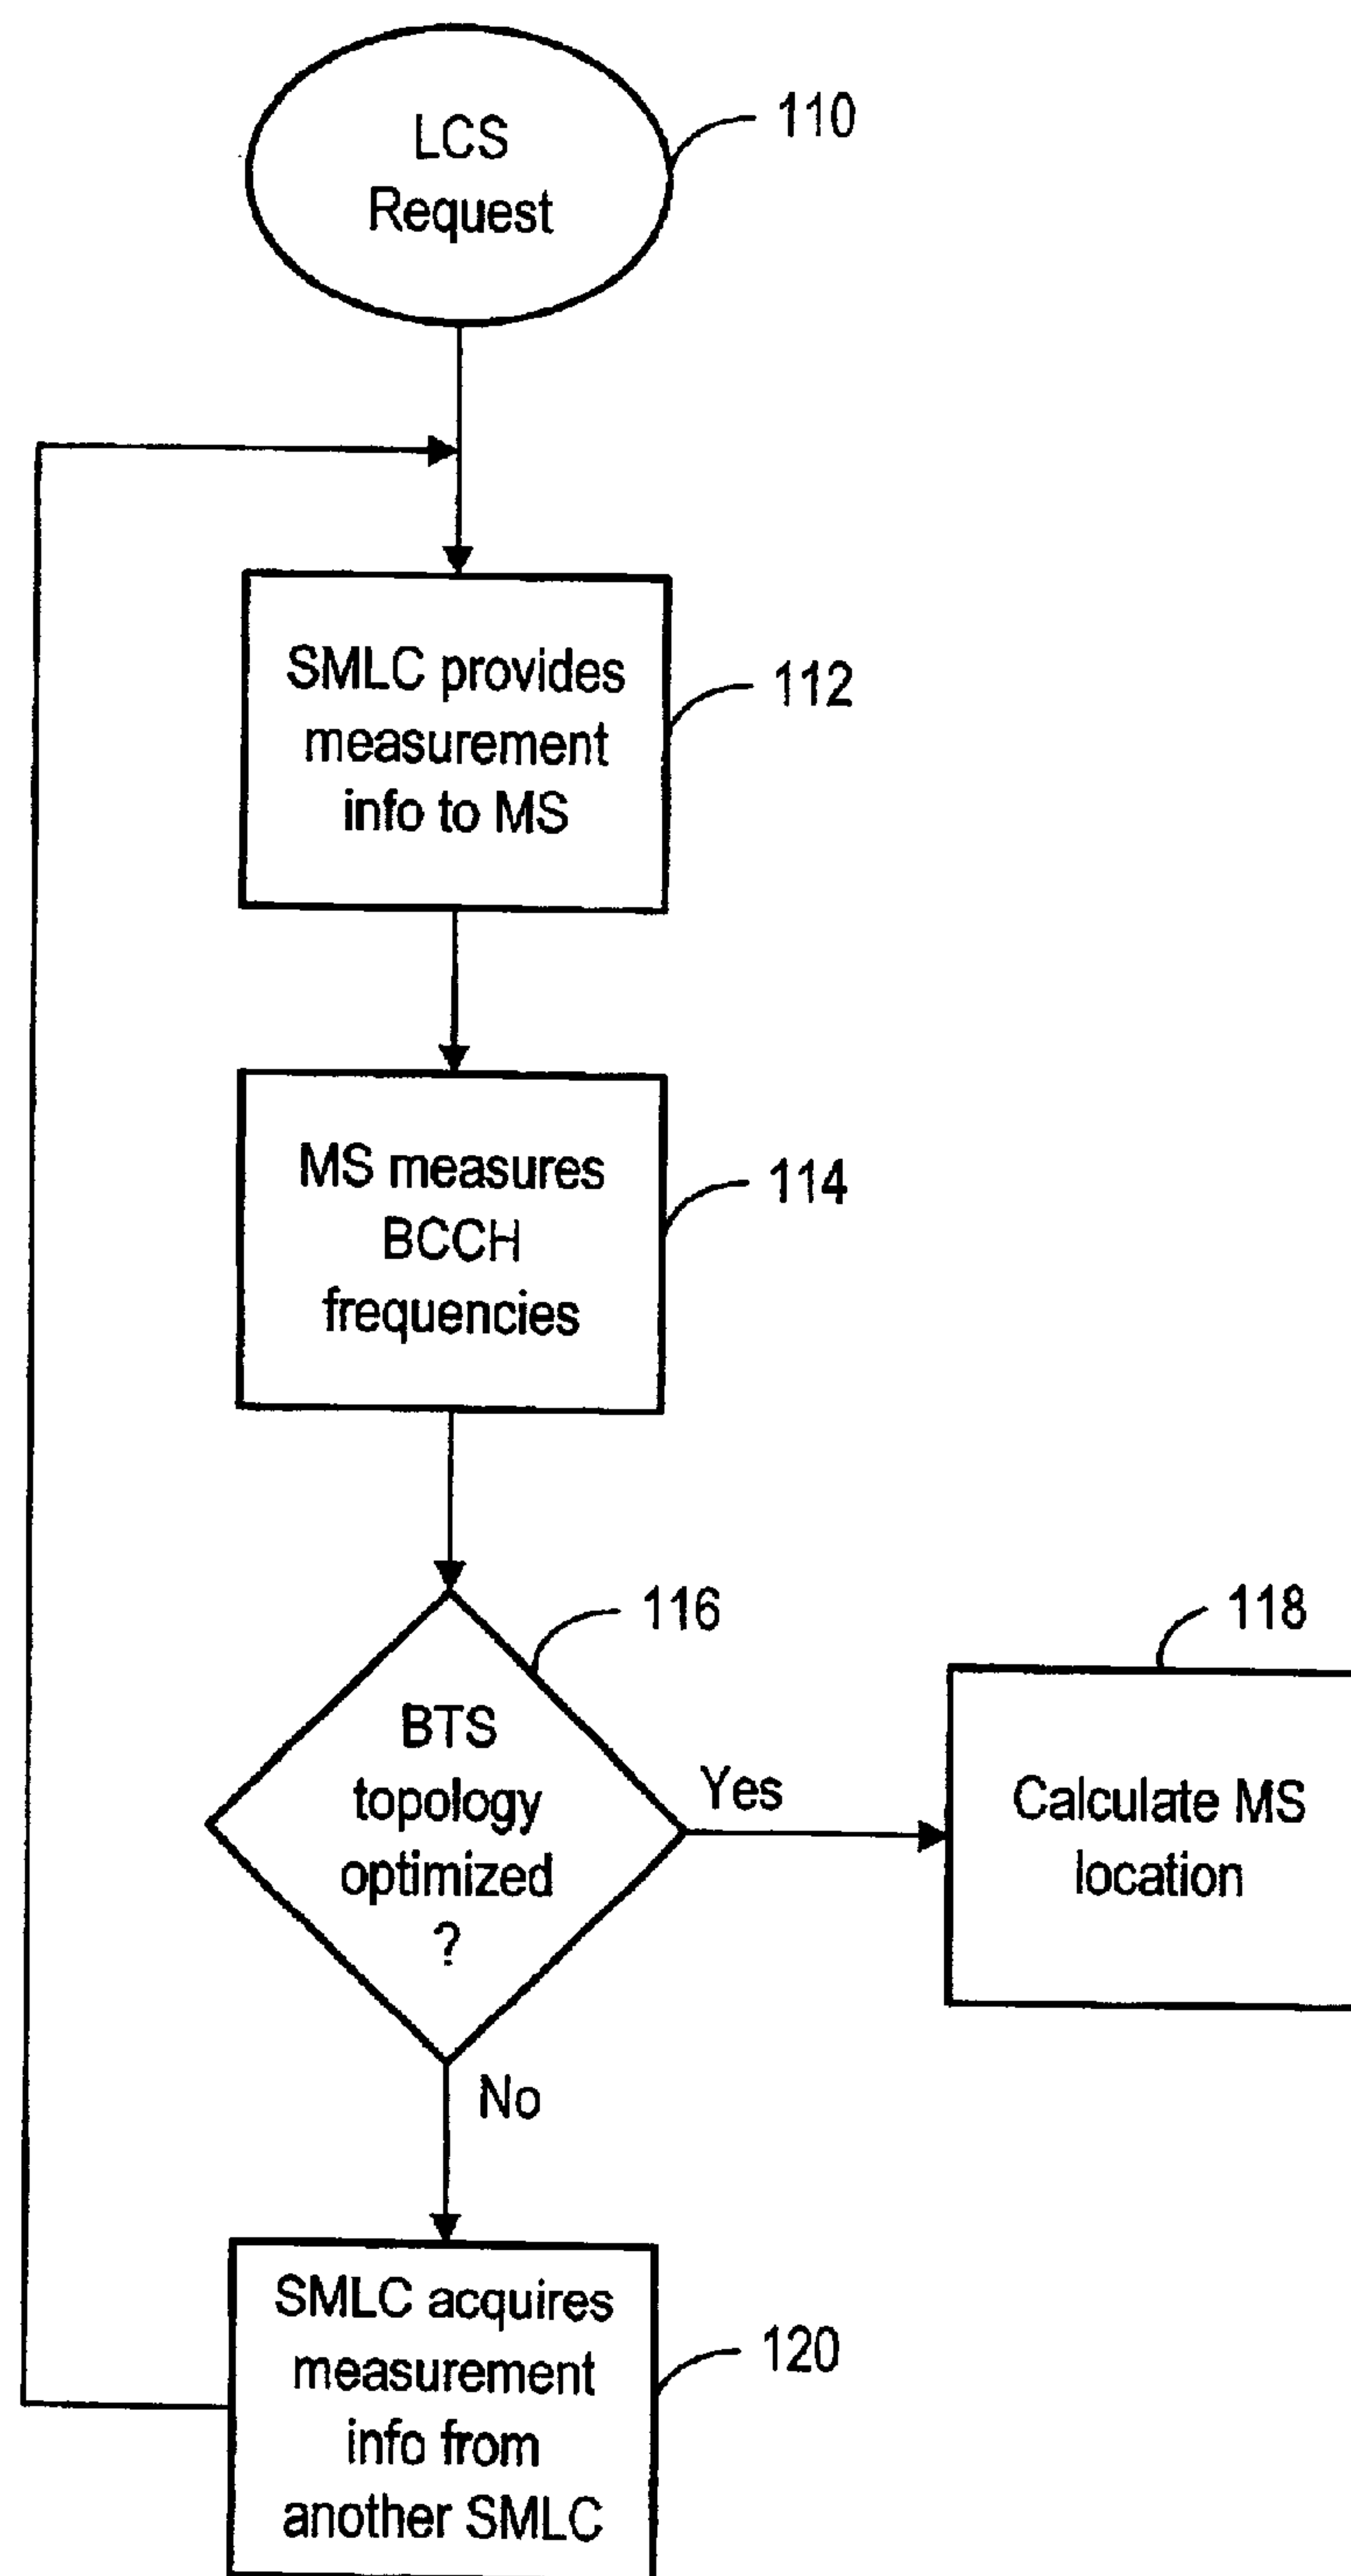 LCS
Request
110
SMLC provides
measurement
info to MS
112
MS measures
BCCH
frequencies
114
BTS
topology
optimized
?
116
Yes
118
Calculate MS
location
No
SMLC acquires
measurement
info from
another SMLC
120